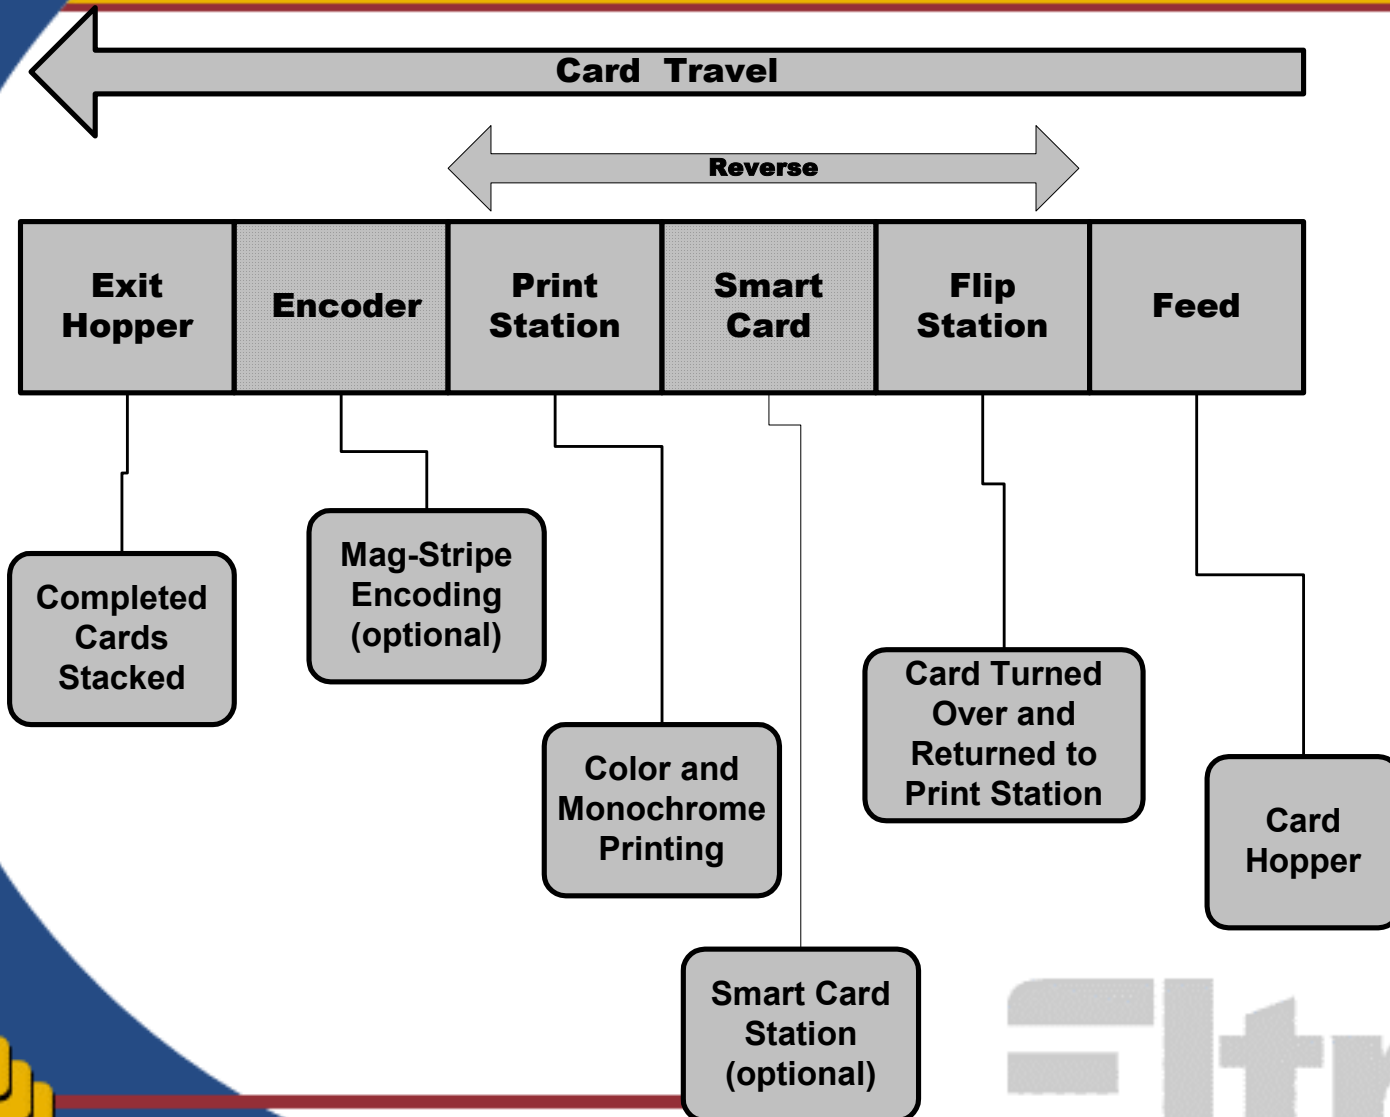 Card Travel
Reverse
Exit
Hopper
Encoder
Print
Station
Smart
Card
Flip
Station
Feed
Completed
Cards
Stacked
Mag-Stripe
Encoding
(optional)
Color and
Monochrome
Printing
Smart Card
Station
(optional)
Card Turned
Over and
Returned to
Print Station
Card
Hopper